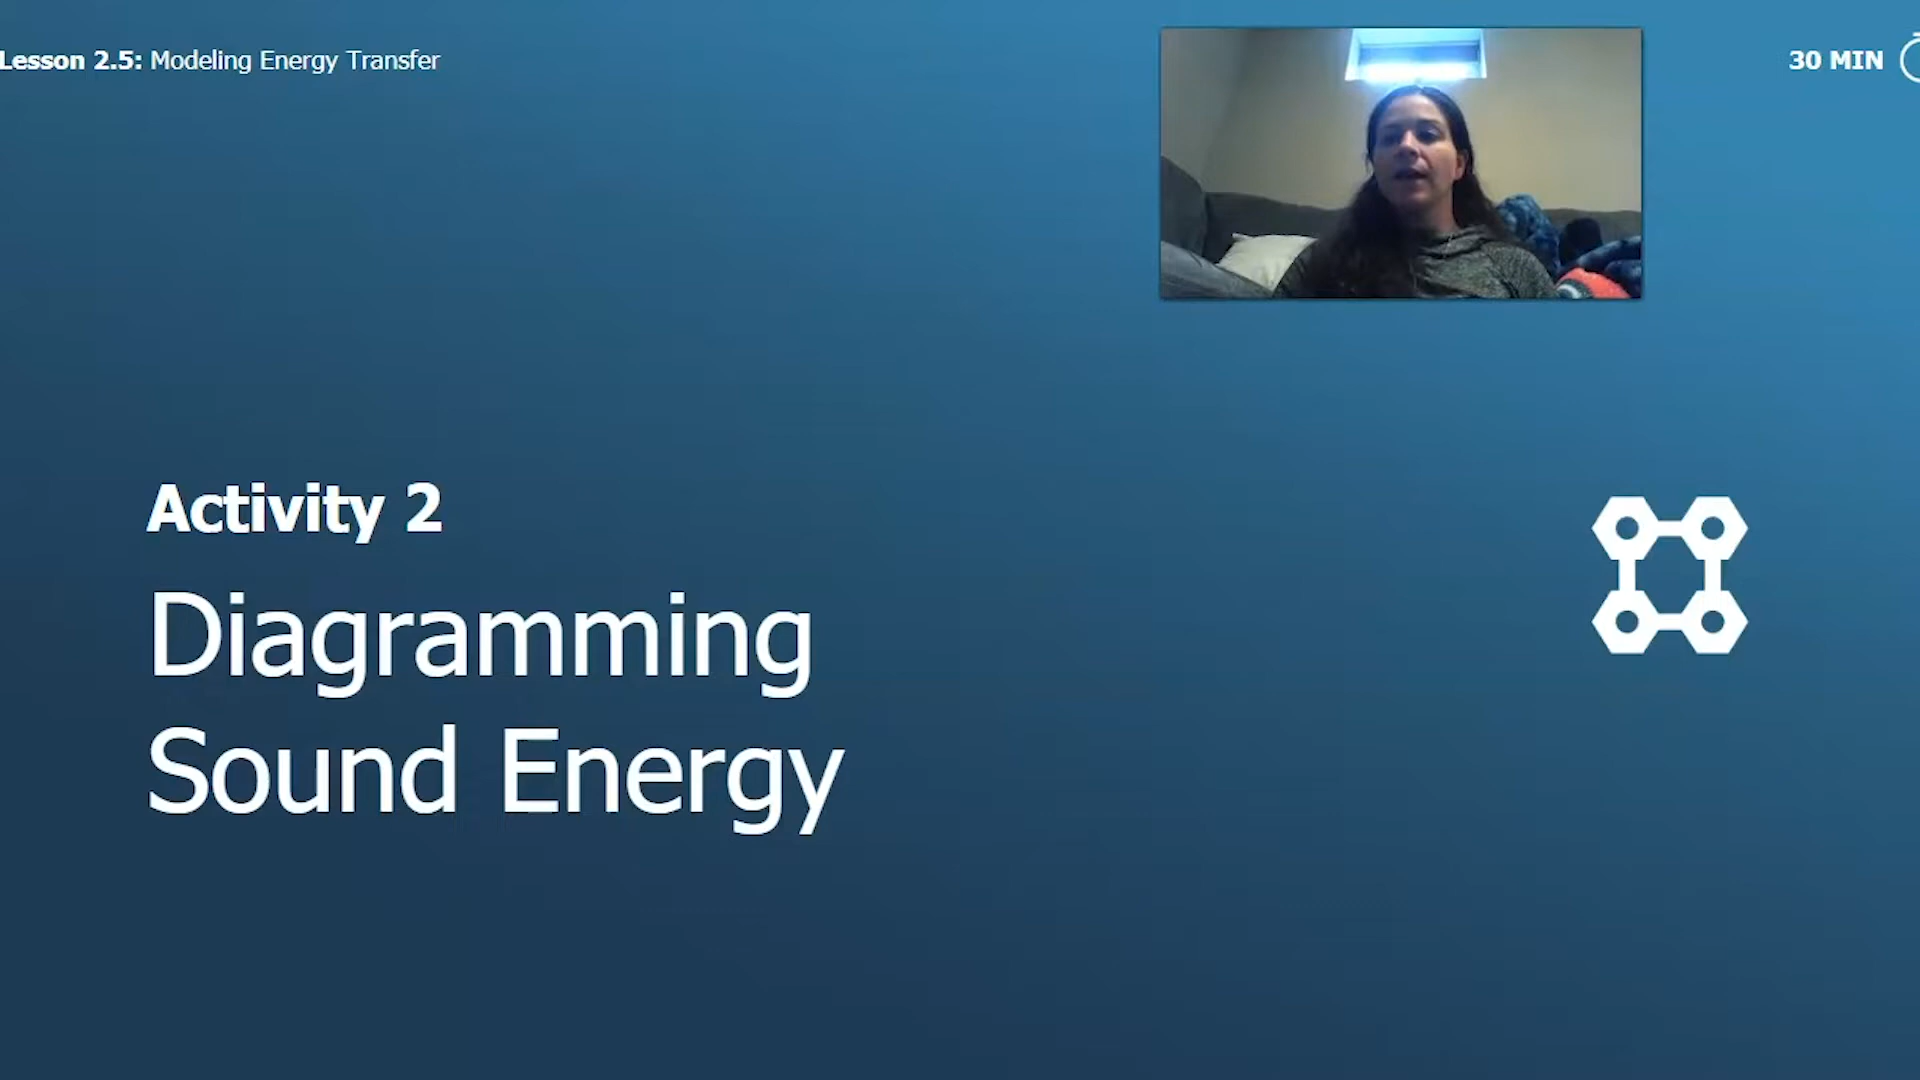 Lesson 2.5: Modeling Energy Transfer
30 MIN
Activity 2
Diagramming
Sound Energy